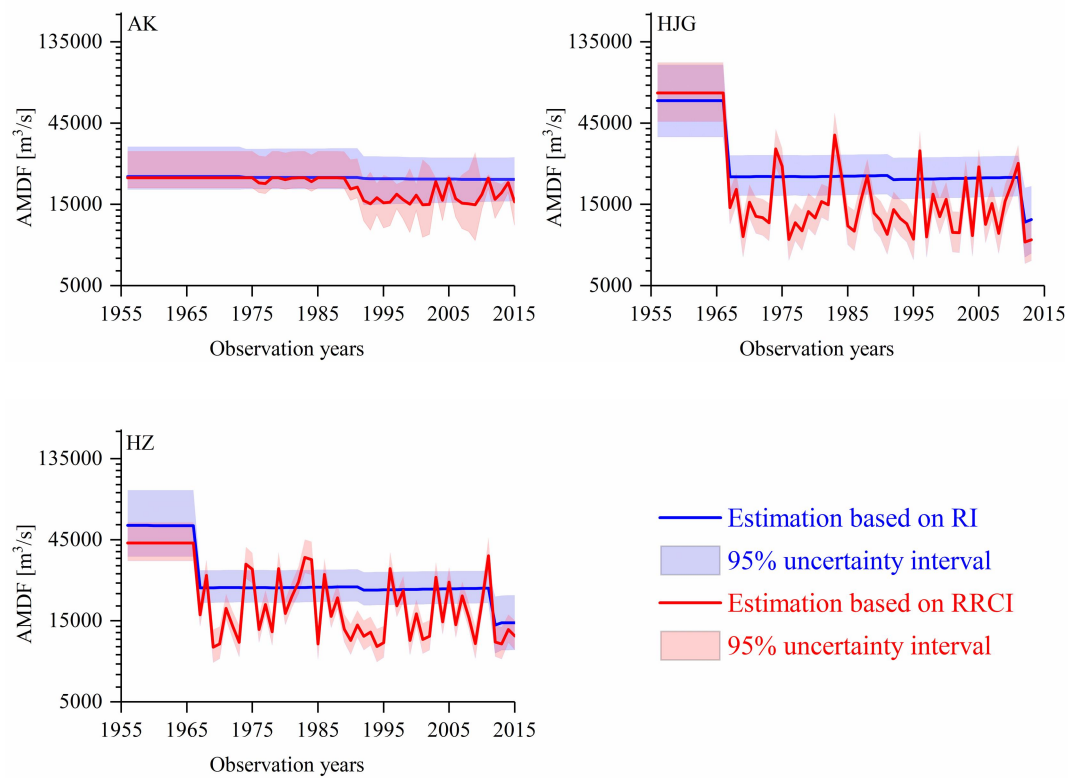 AK
135000
45000
15000
5000
AMDF [m³/s]
1955 1965 1975 1985 1995 2005 2015
Observation years
HJG
135000
45000
15000
5000
AMDF [m³/s]
1955 1965 1975 1985 1995 2005 2015
Observation years
HZ
135000
45000
15000
5000
AMDF [m³/s]
1955 1965 1975 1985 1995 2005 2015
Observation years
Estimation based on RI
95% uncertainty interval
Estimation based on RRCI
95% uncertainty interval